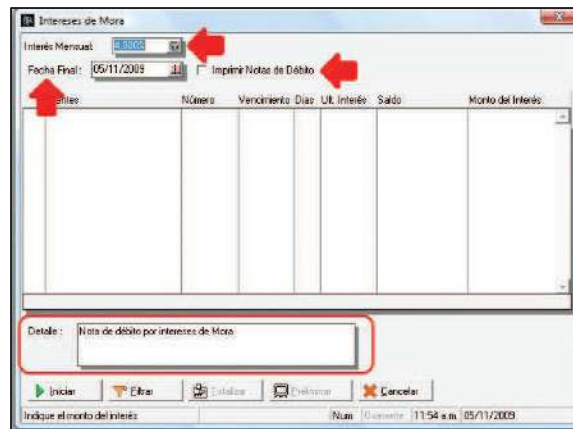 Intereses de Mora
Interés Mensual:
Fecha Final: 05/11/2009 Imprimir Notas de Débito
Número Vencimiento Días Ult. Interés Saldo Monto del Interés
Detalle: Nota de débito por intereses de Mora
Iniciar Filtrar Totalizar Preliminar Cancelar
Indique el monto del interés Num Overwrite 11:54 a.m. 05/11/2009